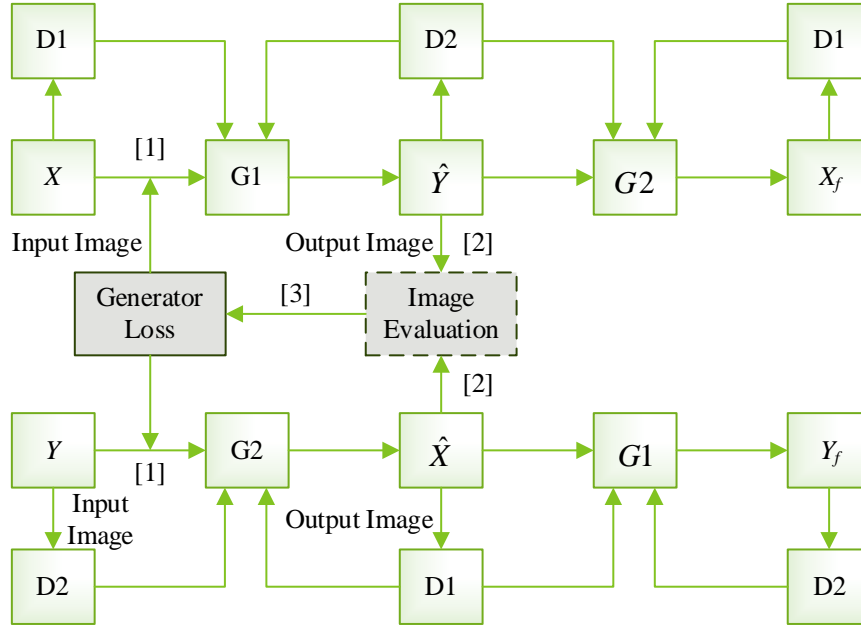 D1
D2
D1
[1]
X
G1
Ŷ
G2
X_f
Input Image
Output Image
[2]
Generator
Loss
[3]
Image
Evaluation
[2]
Y
[1]
G2
X̂
G1
Y_f
Input
Image
Output Image
D2
D1
D2